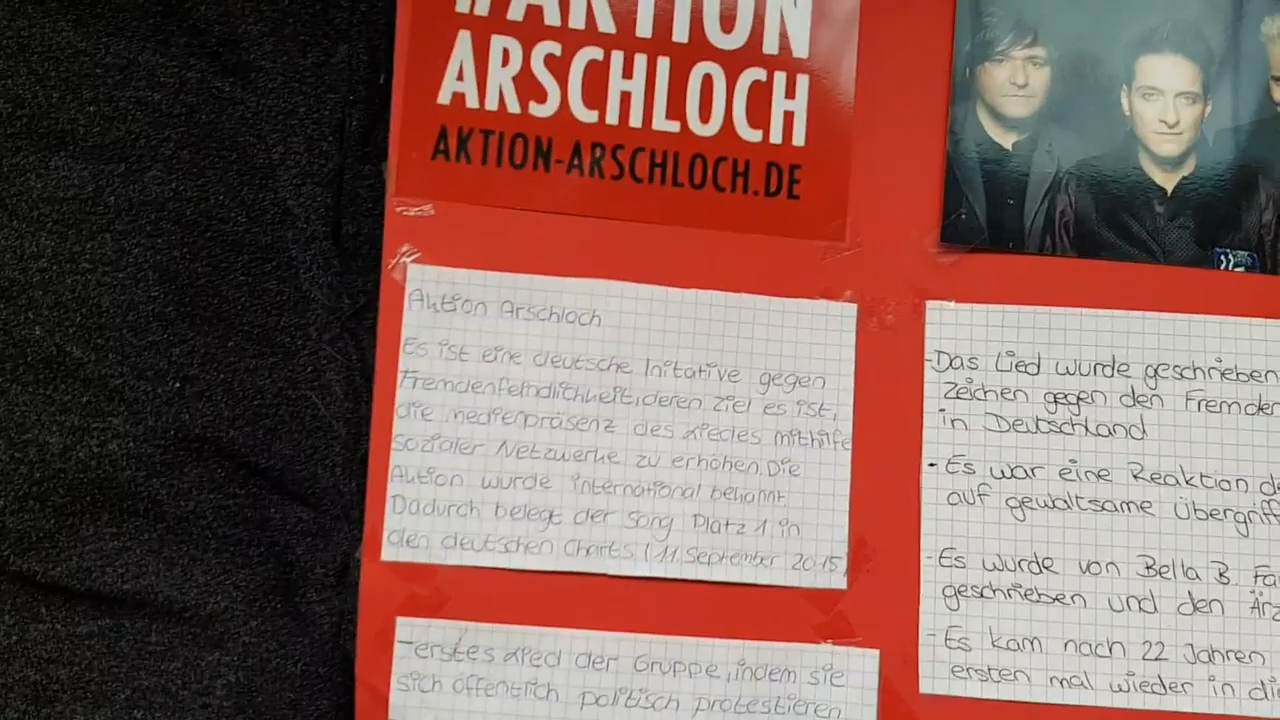 #AKTION
ARSCHLOCH
AKTION-ARSCHLOCH.DE
Aktion Arschloch
Es ist eine deutsche Initative gegen
Fremdenfeindlichkeit, deren Ziel es ist,
die medienpräsenz des Liedes mithilfe
sozialer Netzwerke zu erhöhen. Die
Aktion wurde international bekannt.
Dadurch belegt der Song Platz 1 in
den deutschen Charts (11. September 2015)
-erstes Lied der Gruppe, indem sie
sich öffentlich politisch protestieren
-Das Lied wurde geschrieben
zeichen gegen den Fremden
in Deutschland
- Es war eine Reaktion
auf gewaltsame Übergriff
- Es wurde von Bella B.
geschrieben und den
- Es kam nach 22 Jahren
ersten mal wieder in